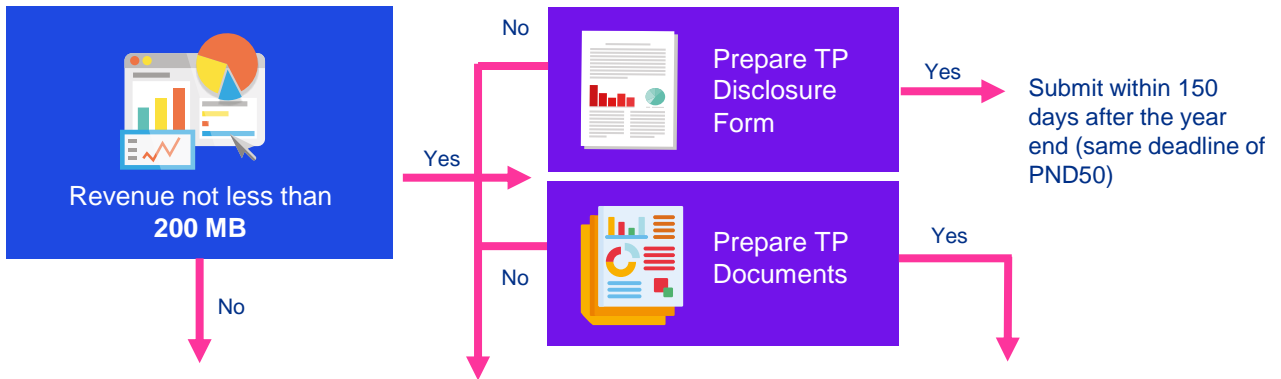 Revenue not less than
200 MB
No
Yes
No
Prepare TP
Disclosure
Form
Yes
Submit within 150
days after the year
end (same deadline of
PND50)
No
Prepare TP
Documents
Yes